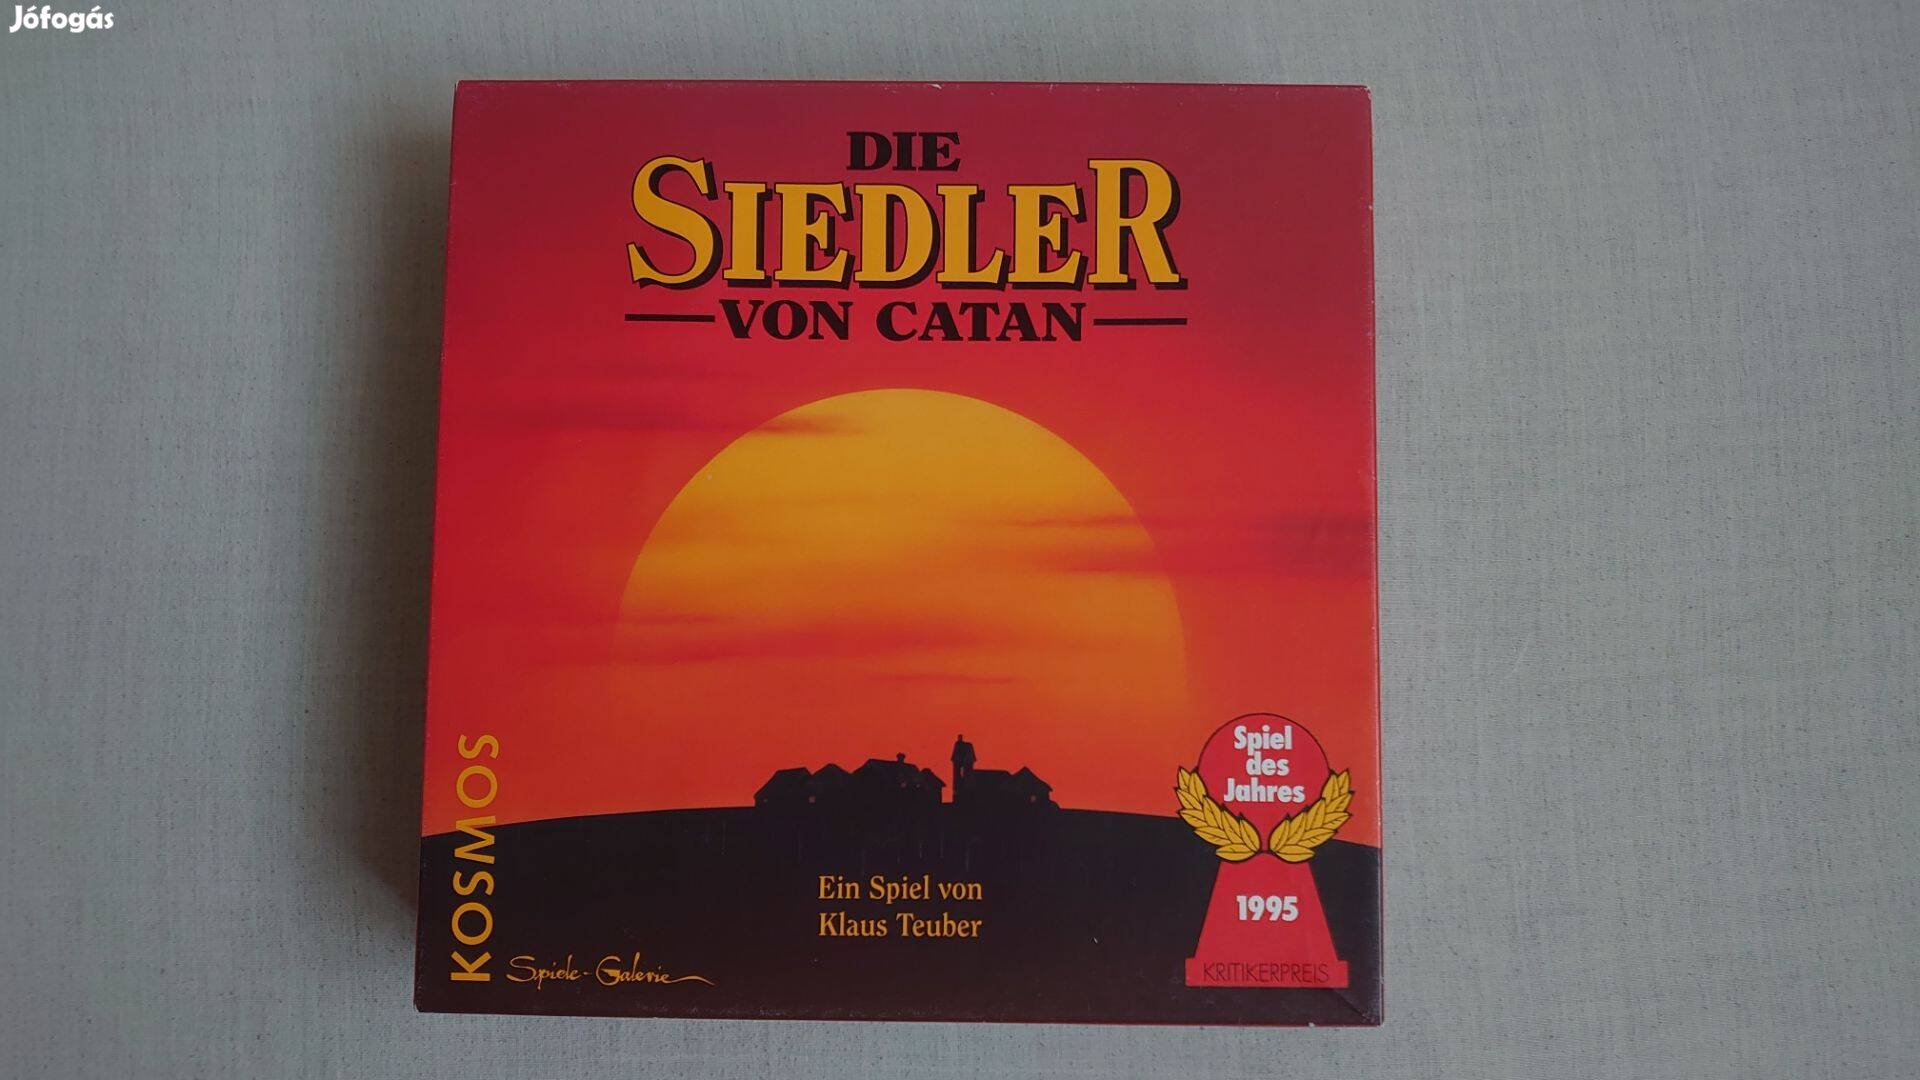 Jófogás
DIE
SIEDLER
VON CATAN
Spiel
des
Jahres
1995
KRITIKERPREIS
Ein Spiel von
Klaus Teuber
KOSMOS
Spiele-Galerie